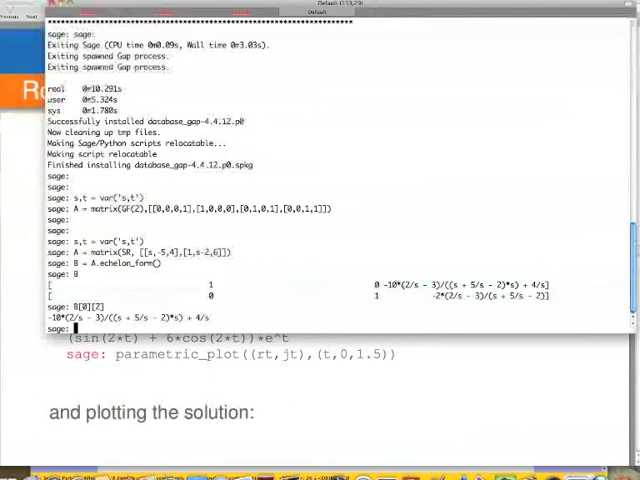 Default (113,29)
Default
sage: sage:
Exiting Sage (CPU time 0m0.09s, Wall time 0m3.03s).
Exiting spawned Gap process.
Exiting spawned Gap process.
real 0m10.291s
user 0m5.324s
sys 0m1.780s
Successfully installed database_gap-4.4.12.p0
Now cleaning up tmp files.
Making Sage/Python scripts relocatable...
Making script relocatable
Finished installing database_gap-4.4.12.p0.spkg
sage:
sage:
sage: s,t = var('s,t')
sage: A = matrix(GF(2),[[0,0,0,1],[1,0,0,0],[0,1,0,1],[0,0,1,1]])
sage:
sage:
sage: s,t = var('s,t')
sage: A = matrix(SR, [[s,-5,4],[1,s-2,6]])
sage: B = A.echelon_form()
sage: B
[ 1 0 -10*(2/s - 3)/((s + 5/s - 2)*s) + 4/s]
[ 0 1 -2*(2/s - 3)/(s + 5/s - 2)]
sage: B[0][2]
-10*(2/s - 3)/((s + 5/s - 2)*s) + 4/s
sage:
(sin(2*t) + 6*cos(2*t))*e^t
sage: parametric_plot((rt,jt),(t,0,1.5))
and plotting the solution: